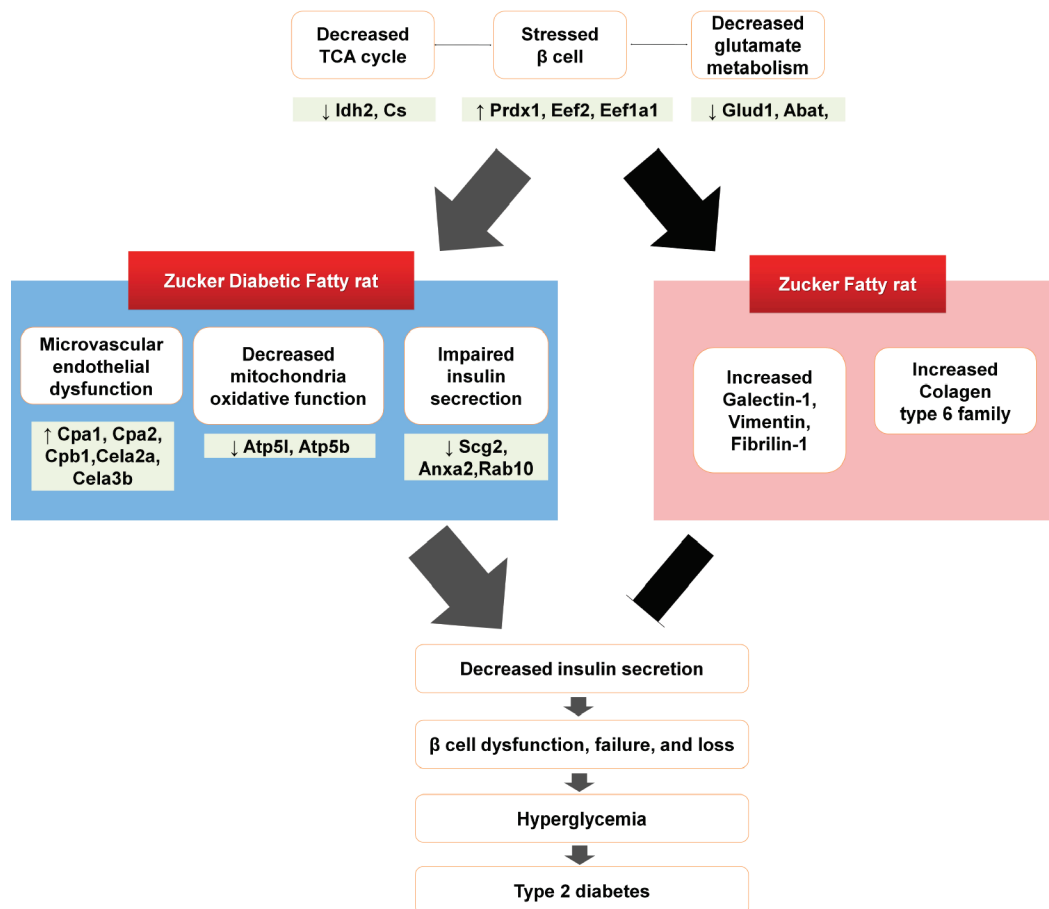 Decreased
TCA cycle
Stressed
β cell
Decreased
glutamate
metabolism
↓ Idh2, Cs
↑ Prdx1, Eef2, Eef1a1
↓ Glud1, Abat,
Zucker Diabetic Fatty rat
Microvascular
endothelial
dysfunction
↑ Cpa1, Cpa2,
Cpb1,Cela2a,
Cela3b
Decreased
mitochondria
oxidative function
↓ Atp5l, Atp5b
Impaired
insulin
secretion
↓ Scg2,
Anxa2,Rab10
Zucker Fatty rat
Increased
Galectin-1,
Vimentin,
Fibrilin-1
Increased
Colagen
type 6 family
Decreased insulin secretion
β cell dysfunction, failure, and loss
Hyperglycemia
Type 2 diabetes